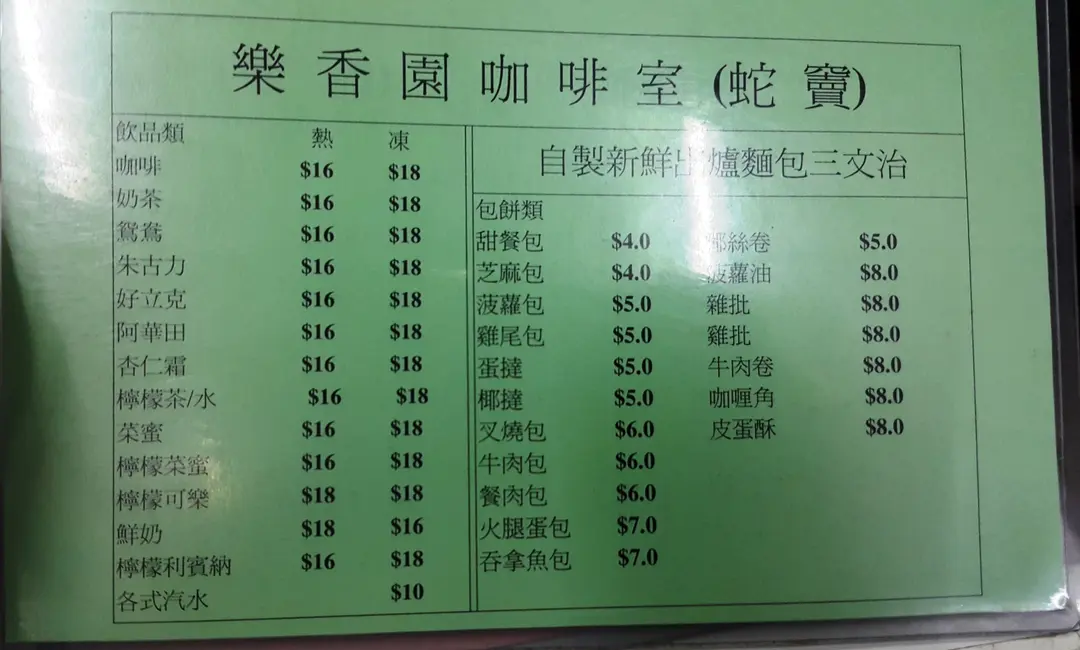 樂香園咖啡室(蛇竇)
飲品類 熱 凍
咖啡 $16 $18
奶茶 $16 $18
鴛鴦 $16 $18
朱古力 $16 $18
好立克 $16 $18
阿華田 $16 $18
杏仁霜 $16 $18
檸檬茶/水 $16 $18
菜蜜 $16 $18
檸檬菜蜜 $16 $18
檸檬可樂 $18 $18
鮮奶 $18 $16
檸檬利賓納 $16 $18
各式汽水 $10
自製新鮮出爐麵包三文治
包餅類
甜餐包 $4.0 椰絲卷 $5.0
芝麻包 $4.0 菠蘿油 $8.0
菠蘿包 $5.0 雜批 $8.0
雞尾包 $5.0 雞批 $8.0
蛋撻 $5.0 牛肉卷 $8.0
椰撻 $5.0 咖喱角 $8.0
叉燒包 $6.0 皮蛋酥 $8.0
牛肉包 $6.0
餐肉包 $6.0
火腿蛋包 $7.0
吞拿魚包 $7.0